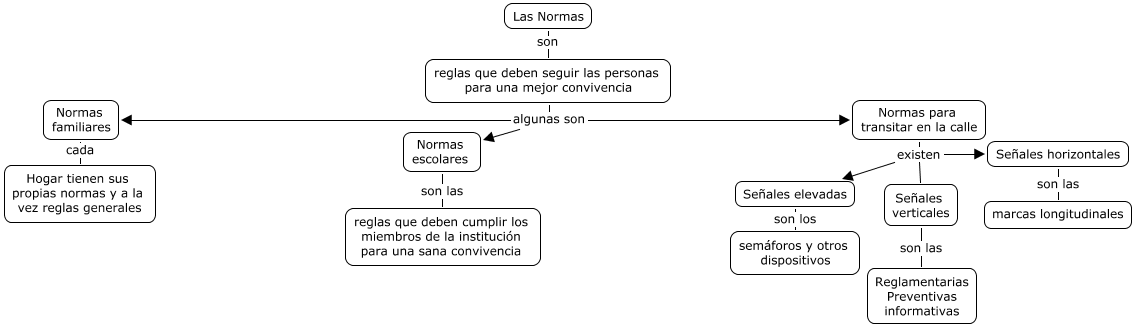 Las Normas
son
reglas que deben seguir las personas
para una mejor convivencia
algunas son
Normas
familiares
cada
Hogar tienen sus
propias normas y a la
vez reglas generales
Normas
escolares
son las
reglas que deben cumplir los
miembros de la institución
para una sana convivencia
Normas para
transitar en la calle
existen
Señales elevadas
son los
semáforos y otros
dispositivos
Señales
verticales
son las
Reglamentarias
Preventivas
informativas
Señales horizontales
son las
marcas longitudinales